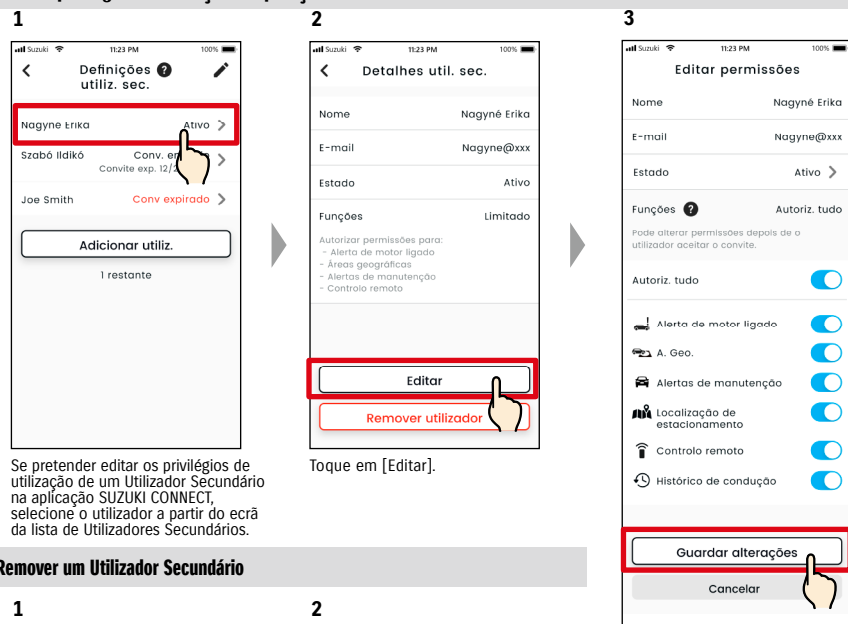 1
Suzuki 11:23 PM 100%
Definições ?
utiliz. sec.
Nagyne Erika Ativo
Szabó Ildikó Conv. en
Convite exp. 12/2
Joe Smith Conv expirado
Adicionar utiliz.
1 restante
Se pretender editar os privilégios de
utilização de um Utilizador Secundário
na aplicação SUZUKI CONNECT,
selecione o utilizador a partir do ecrã
da lista de Utilizadores Secundários.
2
Suzuki 11:23 PM 100%
Detalhes util. sec.
Nome Nagyné Erika
E-mail Nagyne@xxx
Estado Ativo
Funções Limitado
Autorizar permissões para:
- Alerta de motor ligado
- Áreas geográficas
- Alertas de manutenção
- Controlo remoto
Editar
Remover utilizador
Toque em [Editar].
3
Suzuki 11:23 PM 100%
Editar permissões
Nome Nagyné Erika
E-mail Nagyne@xxx
Estado Ativo
Funções ? Autoriz. tudo
Pode alterar permissões depois de o
utilizador aceitar o convite.
Autoriz. tudo
Alerta de motor ligado
A. Geo.
Alertas de manutenção
Localização de
estacionamento
Controlo remoto
Histórico de condução
Guardar alterações
Cancelar
Remover um Utilizador Secundário
1
2